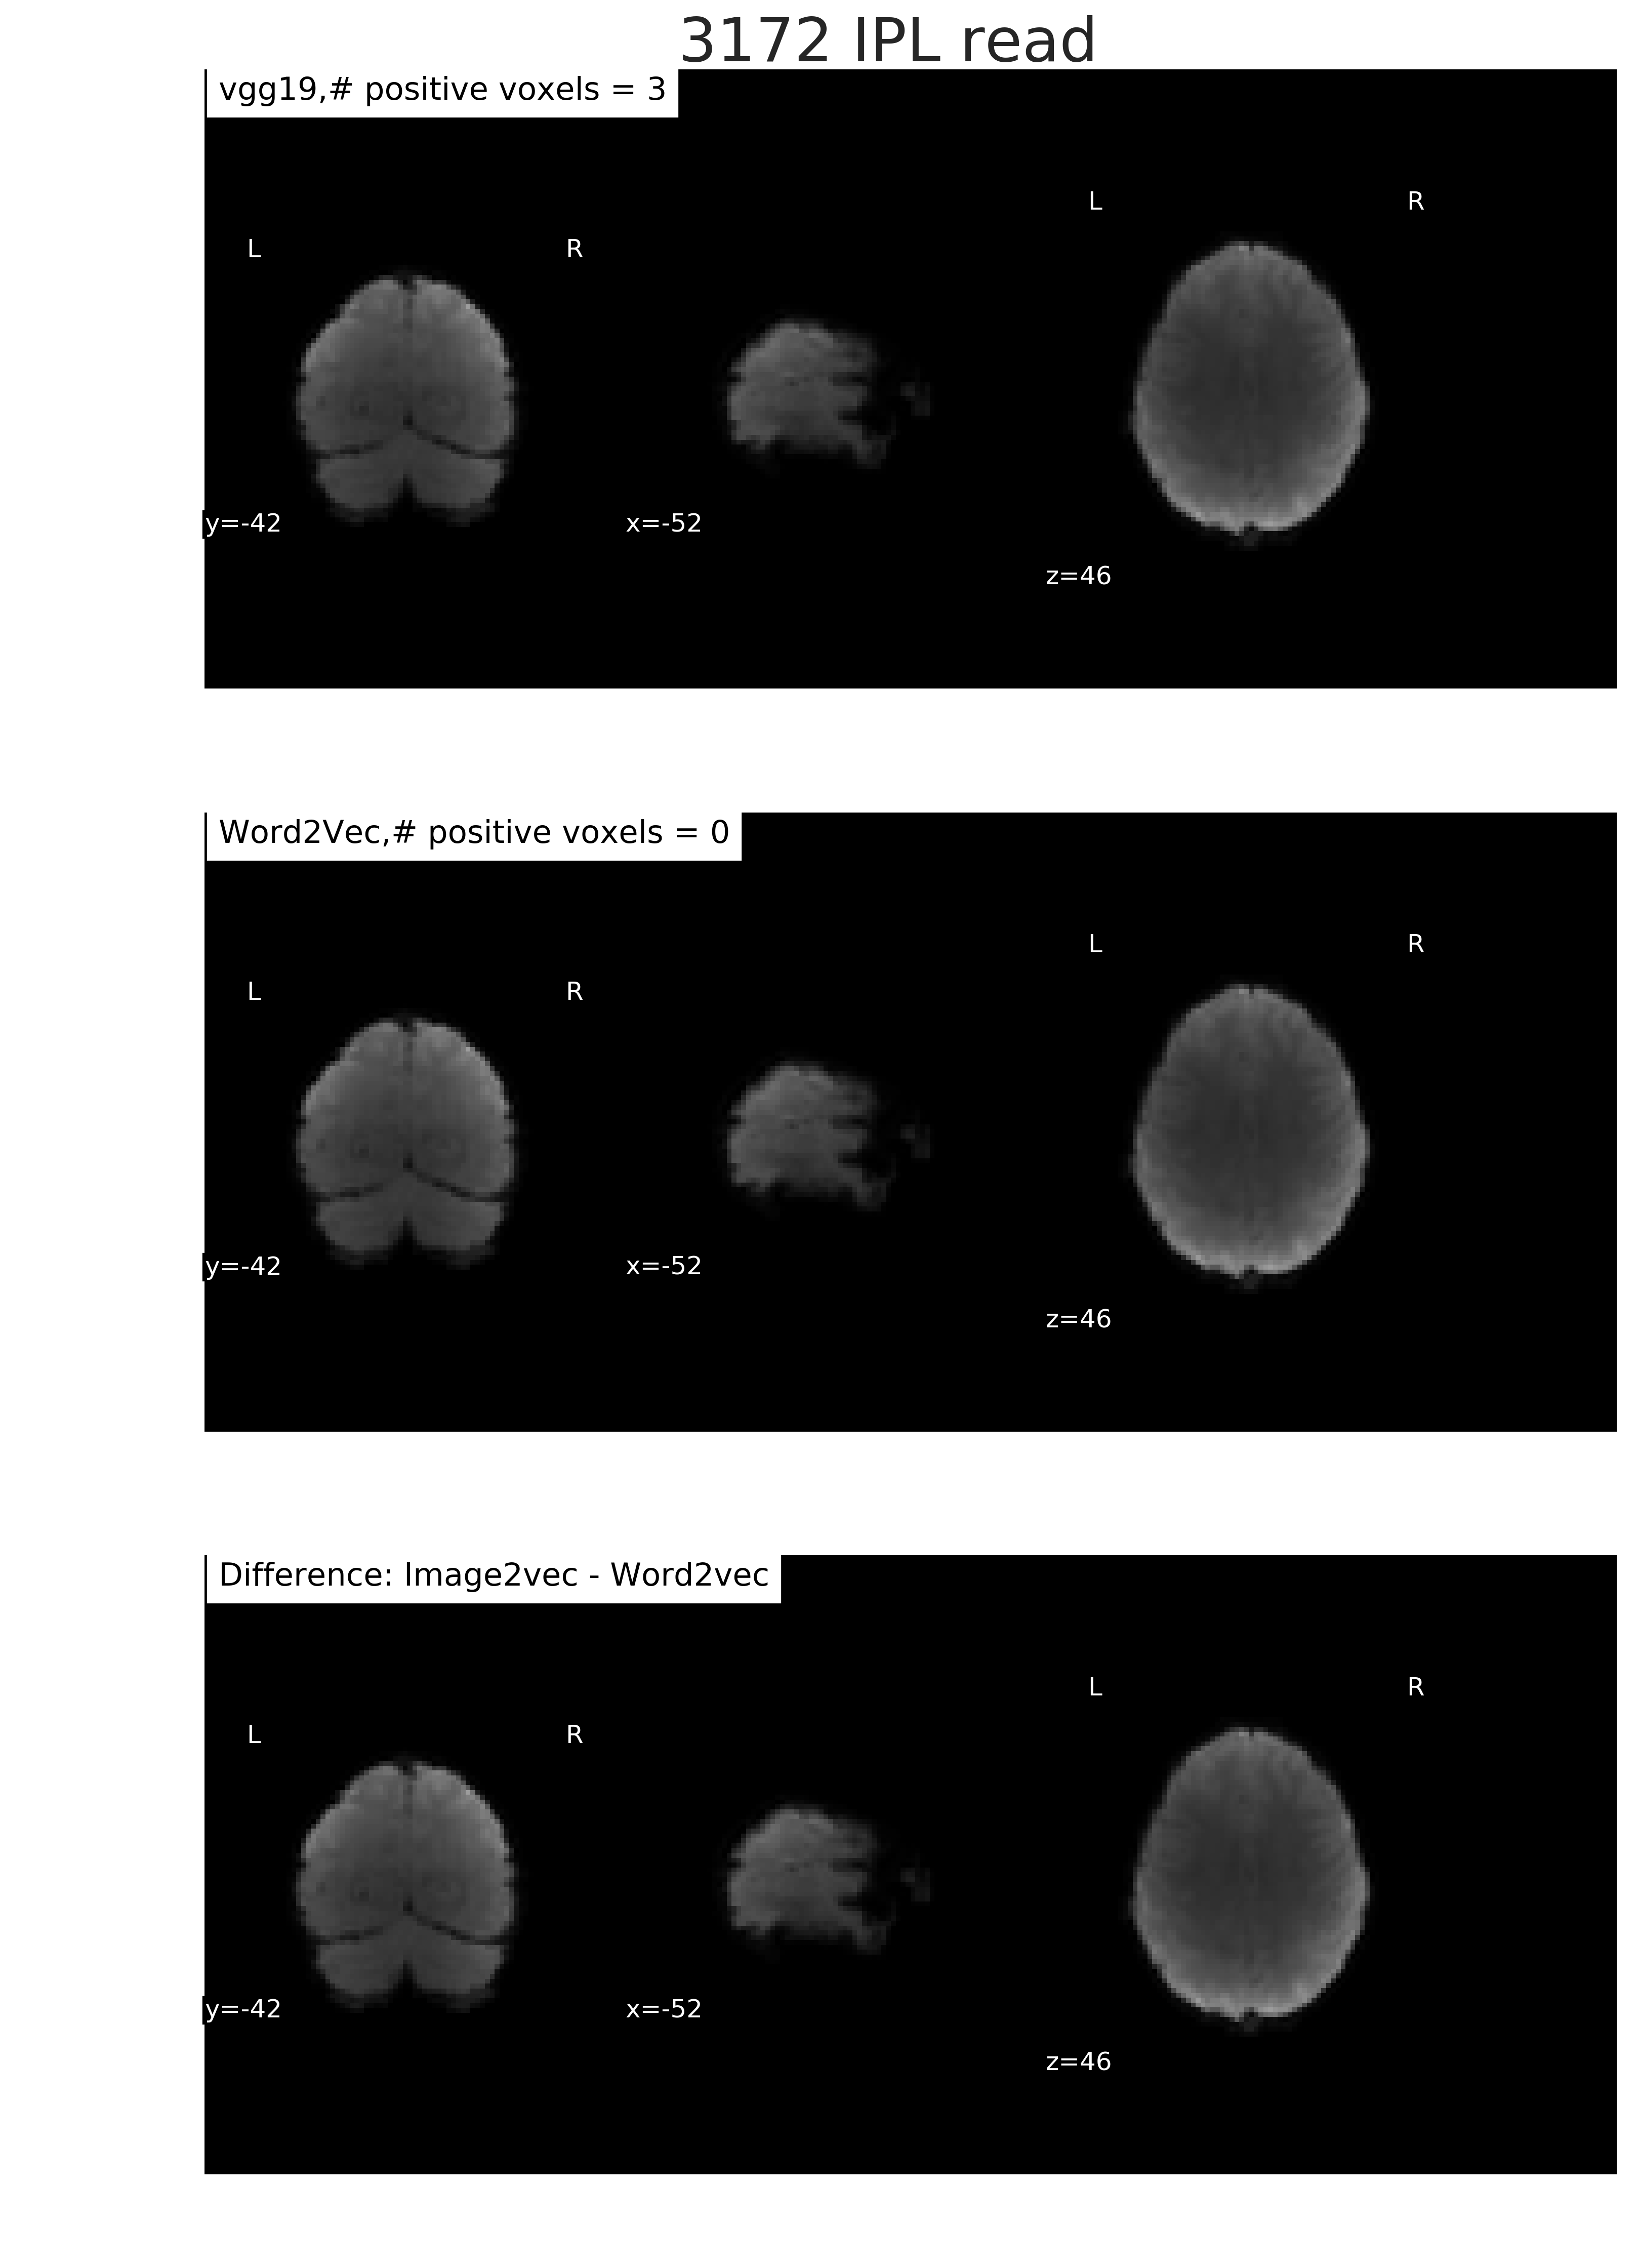 3172 IPL read
vgg19,# positive voxels = 3
L R
L R
y=-42 x=-52
z=46
Word2Vec,# positive voxels = 0
L R
L R
y=-42 x=-52
z=46
Difference: Image2vec - Word2vec
L R
L R
y=-42 x=-52
z=46